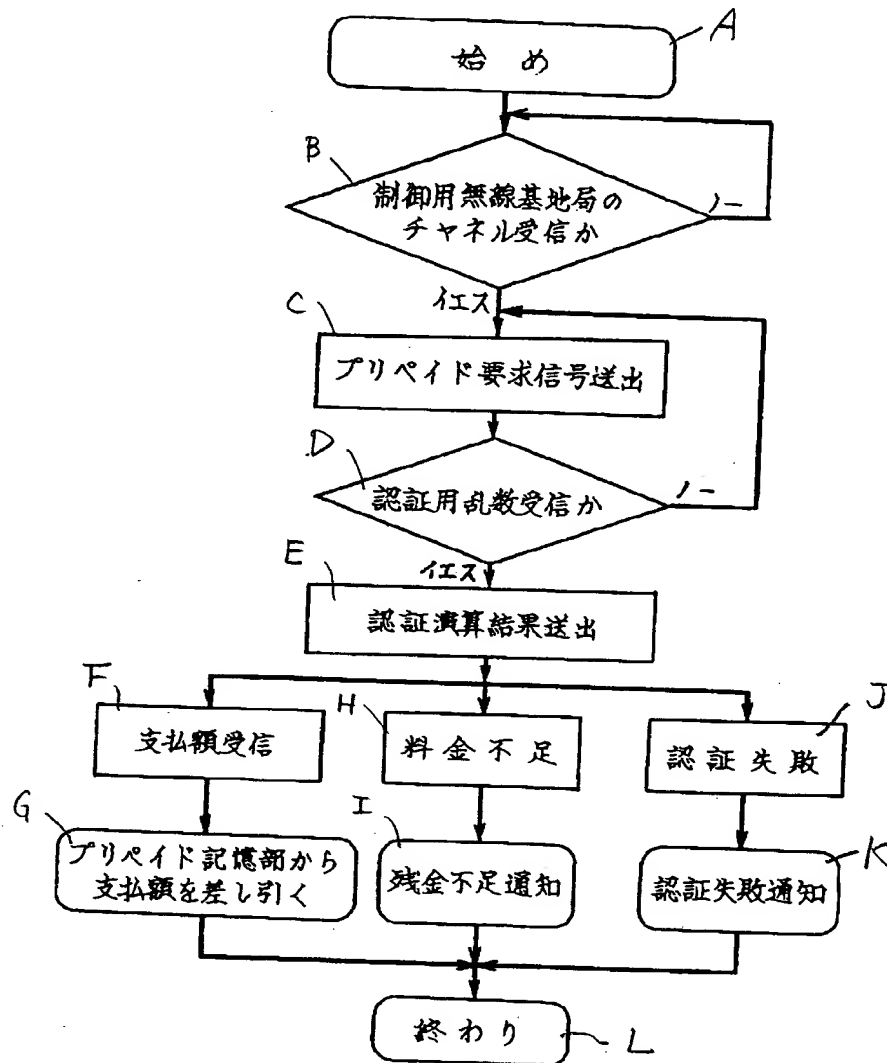 A
始め
B
制御用無線基地局の
チャネル受信か
ノー
イエス
C
プリペイド要求信号送出
D
認証用乱数受信か
ノー
イエス
E
認証演算結果送出
F
支払額受信
H
料金不足
J
認証失敗
G
プリペイド記憶部から
支払額を差し引く
I
残金不足通知
K
認証失敗通知
終わり
L